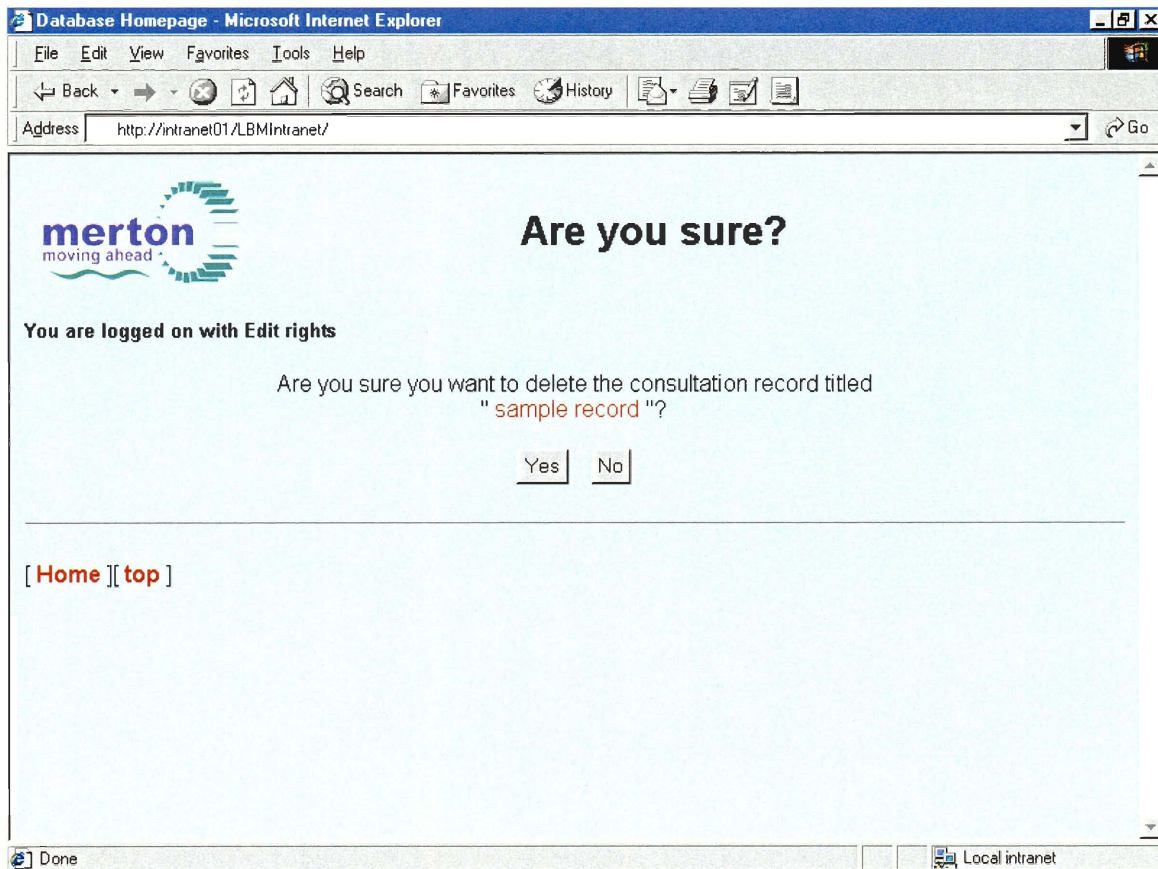 Database Homepage - Microsoft Internet Explorer
File Edit View Favorites Tools Help
Back Search Favorites History
Address http://intranet01/LBMIntranet/ Go
merton
moving ahead
Are you sure?
You are logged on with Edit rights
Are you sure you want to delete the consultation record titled
" sample record "?
Yes No
[ Home ][ top ]
Done Local intranet